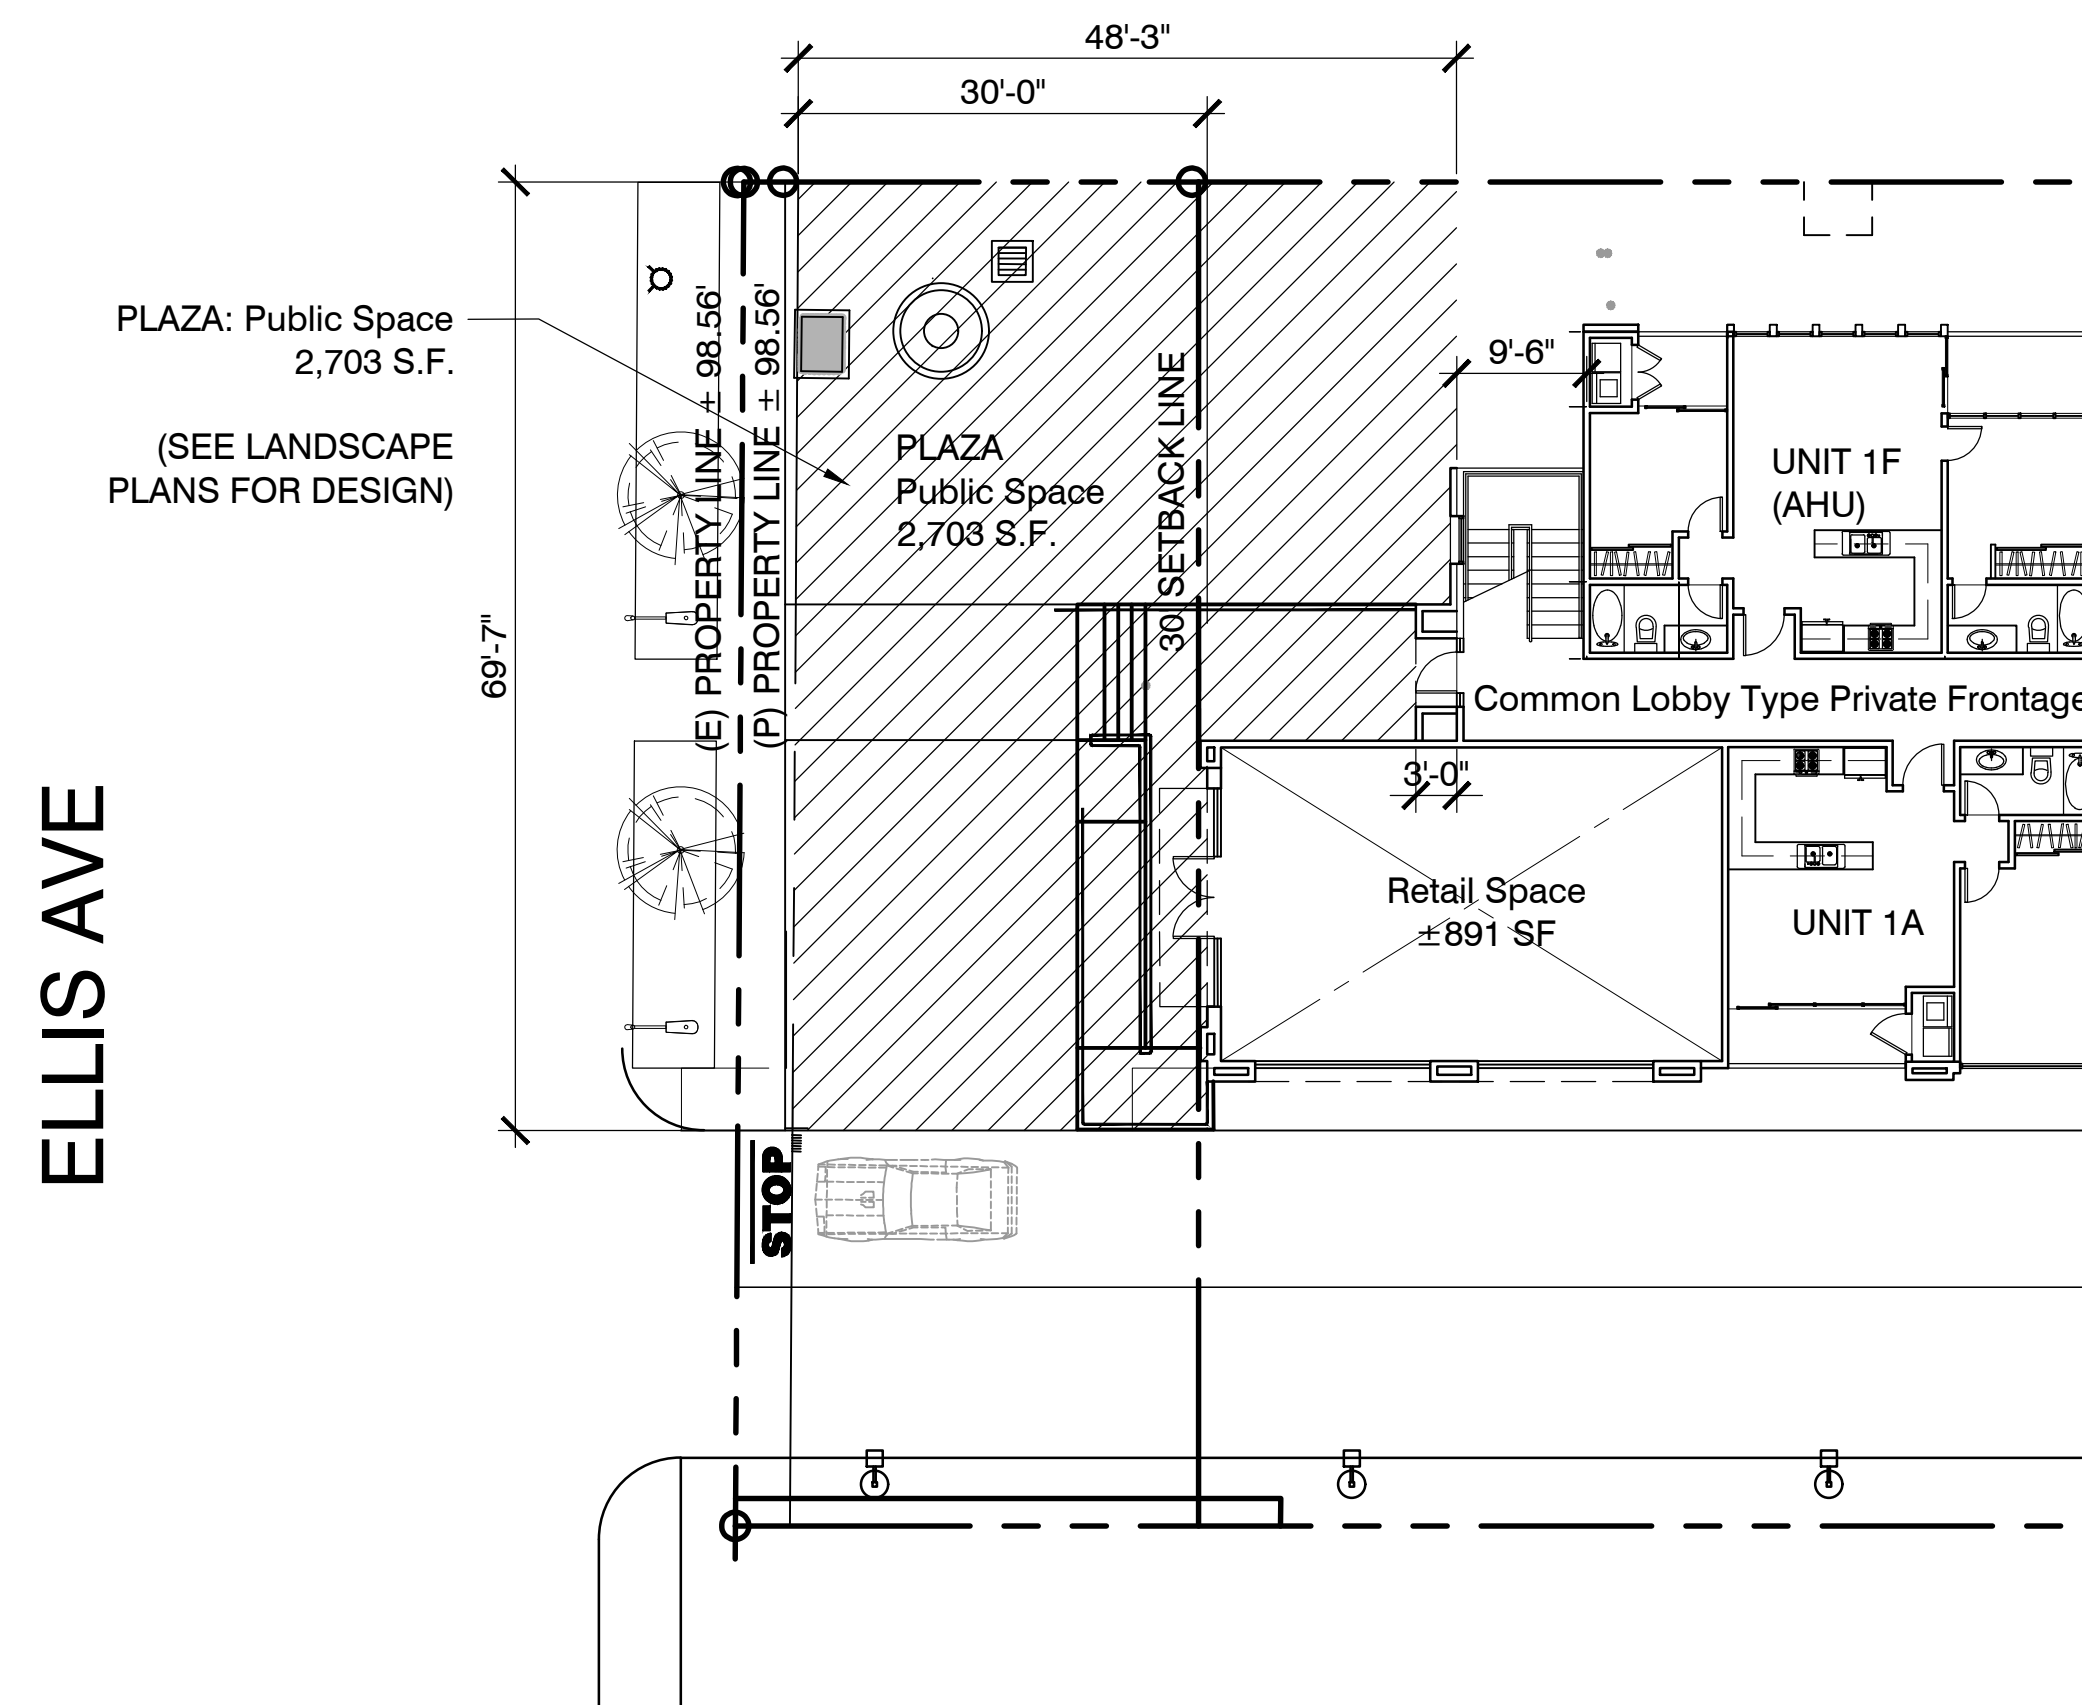 48'-3"
30'-0"
PLAZA: Public Space
2,703 S.F.
(SEE LANDSCAPE
PLANS FOR DESIGN)
(E) PROPERTY LINE ± 98.56'
(P) PROPERTY LINE ± 98.56'
PLAZA
Public Space
2,703 S.F.
30' SETBACK LINE
9'-6"
UNIT 1F
(AHU)
69'-7"
Common Lobby Type Private Frontage
3'-0"
Retail Space
±891 SF
UNIT 1A
ELLIS AVE
STOP